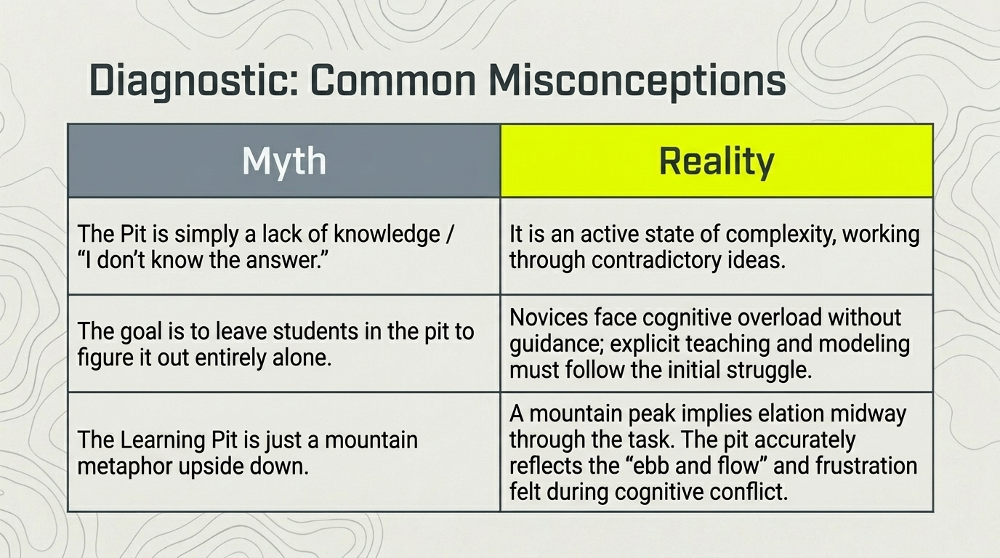 Diagnostic: Common Misconceptions
Myth
Reality
The Pit is simply a lack of knowledge /
“I don’t know the answer.”
It is an active state of complexity, working
through contradictory ideas.
The goal is to leave students in the pit to
figure it out entirely alone.
Novices face cognitive overload without
guidance; explicit teaching and modeling
must follow the initial struggle.
The Learning Pit is just a mountain
metaphor upside down.
A mountain peak implies elation midway
through the task. The pit accurately
reflects the “ebb and flow” and frustration
felt during cognitive conflict.